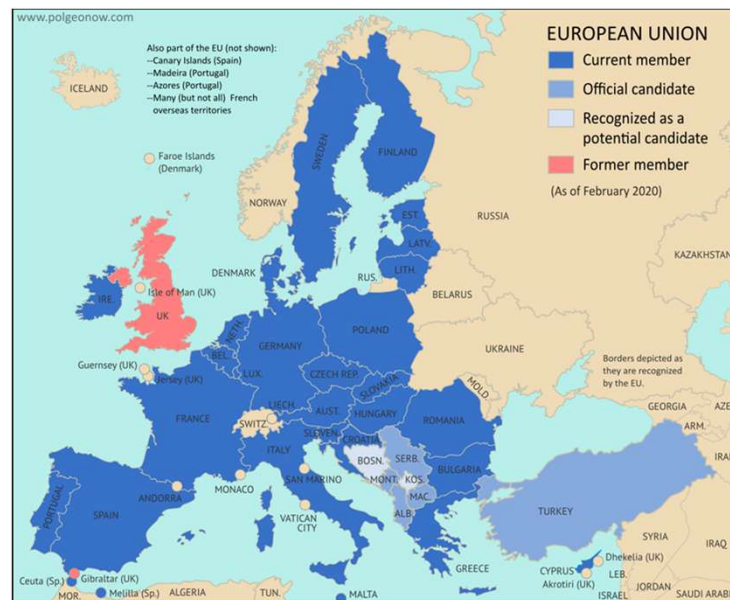 www.polgeonow.com
Also part of the EU (not shown):
--Canary Islands (Spain)
--Madeira (Portugal)
--Azores (Portugal)
--Many (but not all) French
overseas territories
EUROPEAN UNION
Current member
Official candidate
Recognized as a
potential candidate
Former member
(As of February 2020)
ICELAND
Faroe Islands
(Denmark)
SWEDEN
FINLAND
NORWAY
RUSSIA
EST.
LATV.
LITH.
RUS.
DENMARK
KAZAKHSTAN
BELARUS
Isle of Man (UK)
IRE.
UK
NETH.
POLAND
GERMANY
BEL.
UKRAINE
Guernsey (UK)
Jersey (UK)
LUX.
CZECH REP.
SLOVAKIA
MOLD.
Borders depicted as
they are recognized
by the EU.
LIECH.
AUST.
HUNGARY
GEORGIA
AZE
FRANCE
SWITZ.
ROMANIA
ARM.
SLOVEN.
CROATIA
ITALY
BOSN.
SERB.
IRA
BULGARIA
MONACO
SAN MARINO
MONT.
KOS.
MAC.
ANDORRA
PORTUGAL
SPAIN
VATICAN
CITY
ALB.
TURKEY
SYRIA
IRAQ
GREECE
CYPRUS
Dhekelia (UK)
Akrotiri (UK)
LEB.
Ceuta (Sp.)
Gibraltar (UK)
JORDAN
MOR.
Melilla (Sp.)
ALGERIA
TUN.
MALTA
ISRAEL
SAUDI ARAB